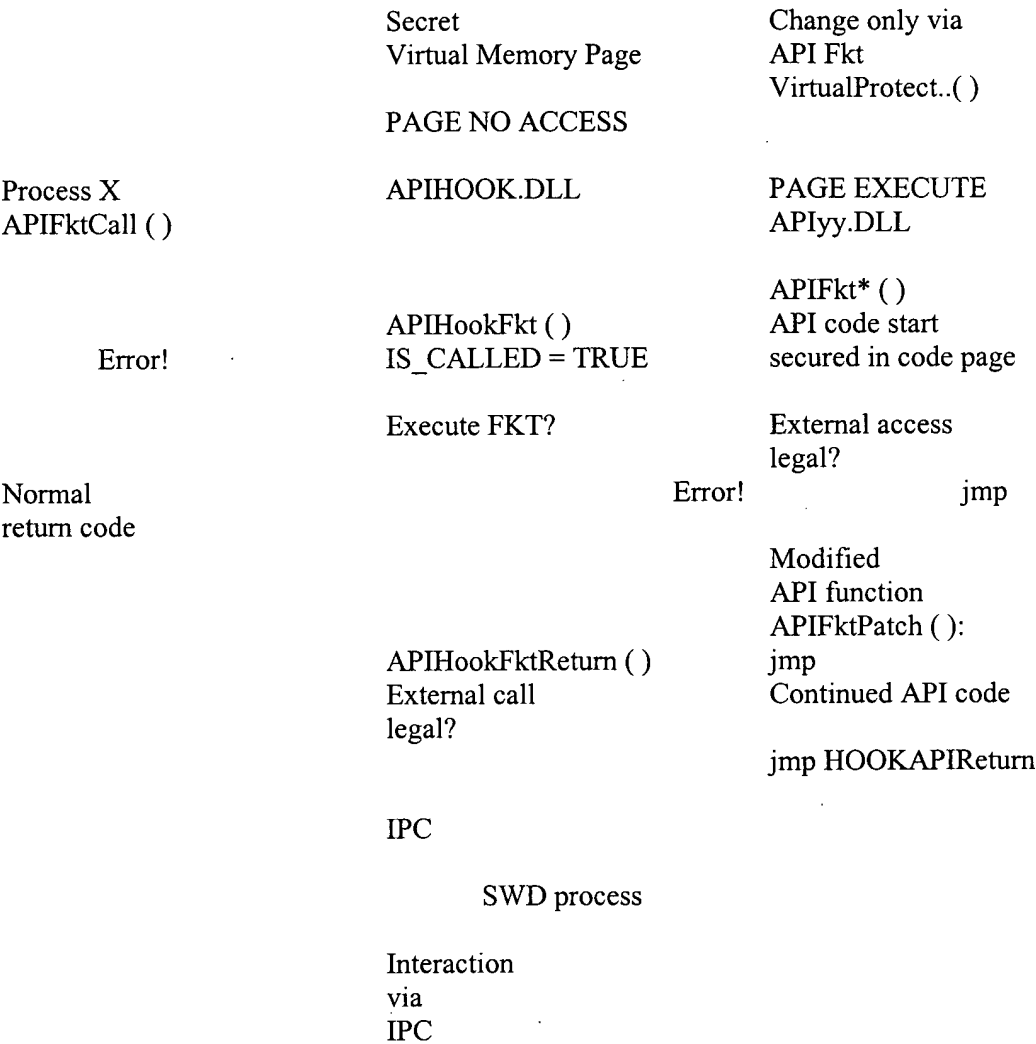 Secret
Virtual Memory Page
PAGE NO ACCESS
Change only via
API Fkt
VirtualProtect..( )
Process X
APIFktCall ( )
APIHOOK.DLL
PAGE EXECUTE
APIyy.DLL
APIFkt* ( )
API code start
secured in code page
Error!
APIHookFkt ( )
IS_CALLED = TRUE
Execute FKT?
External access
legal?
Normal
return code
Error!
jmp
Modified
API function
APIFktPatch ( ):
jmp
Continued API code
APIHookFktReturn ( )
External call
legal?
jmp HOOKAPIReturn
IPC
SWD process
Interaction
via
IPC